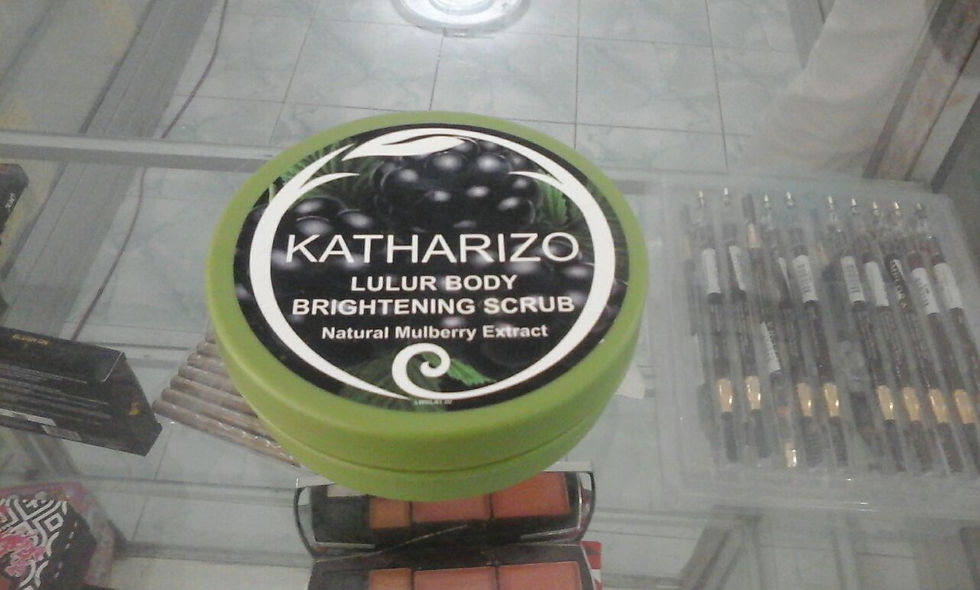 KATHARIZO
LULUR BODY
BRIGHTENING SCRUB
Natural Mulberry Extract